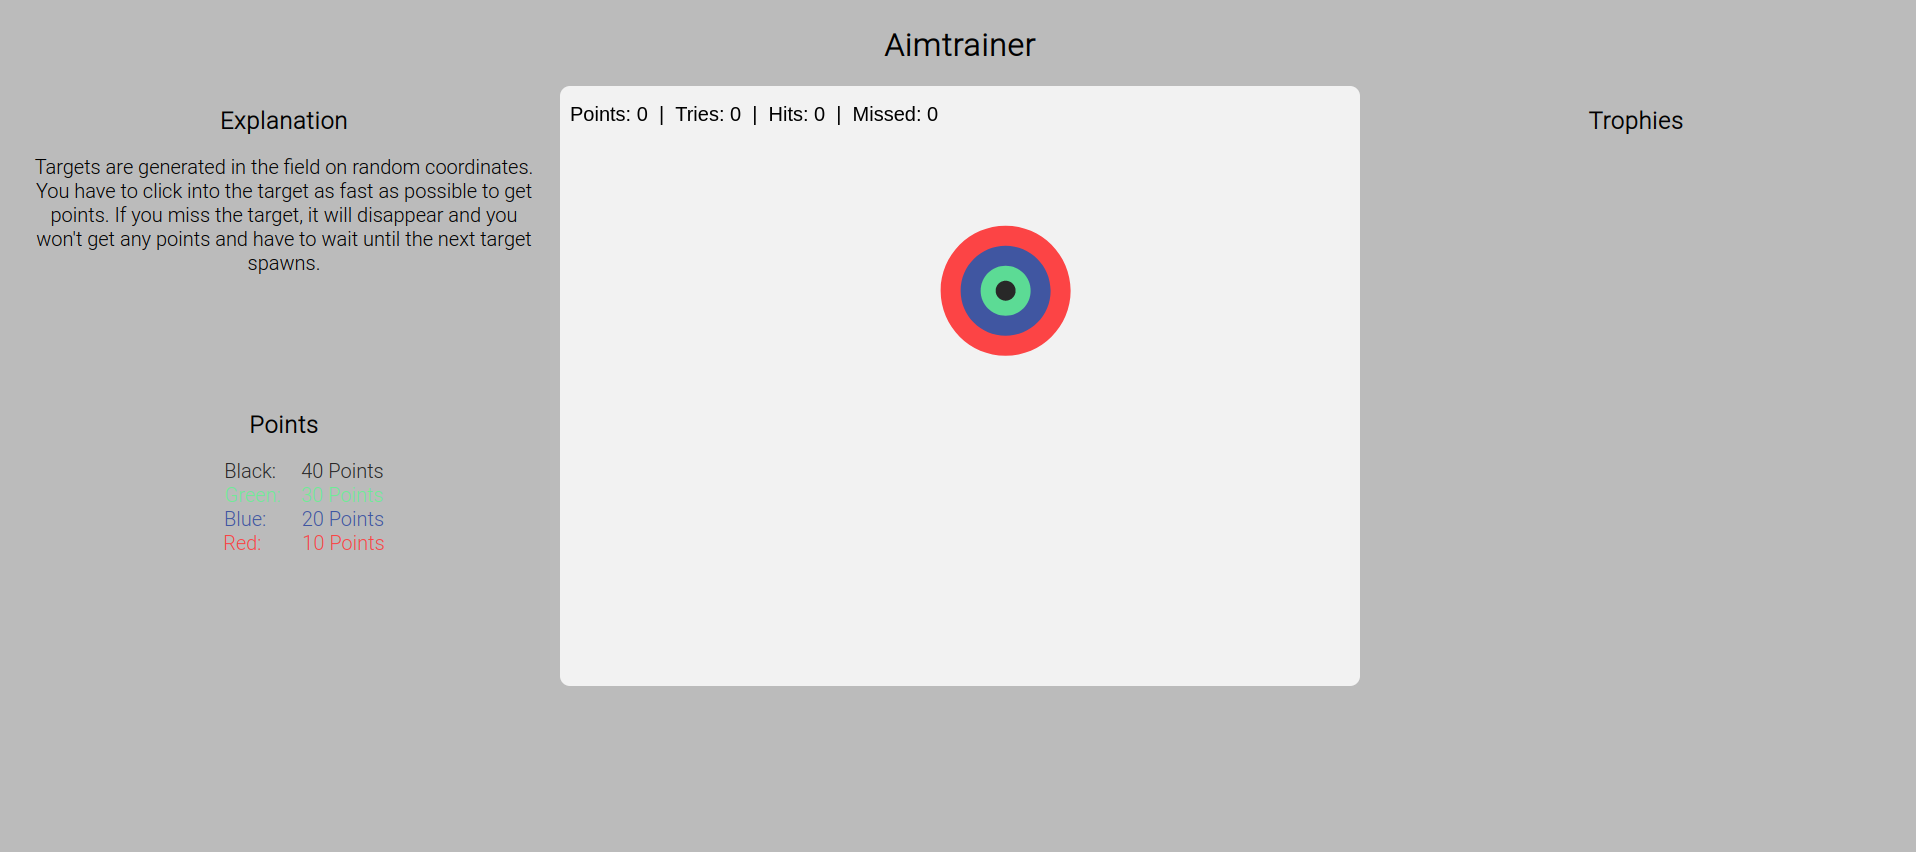 Aimtrainer
Explanation
Targets are generated in the field on random coordinates.
You have to click into the target as fast as possible to get
points. If you miss the target, it will disappear and you
won't get any points and have to wait until the next target
spawns.
Points
Black: 40 Points
Green: 30 Points
Blue: 20 Points
Red: 10 Points
Points: 0 | Tries: 0 | Hits: 0 | Missed: 0
Trophies